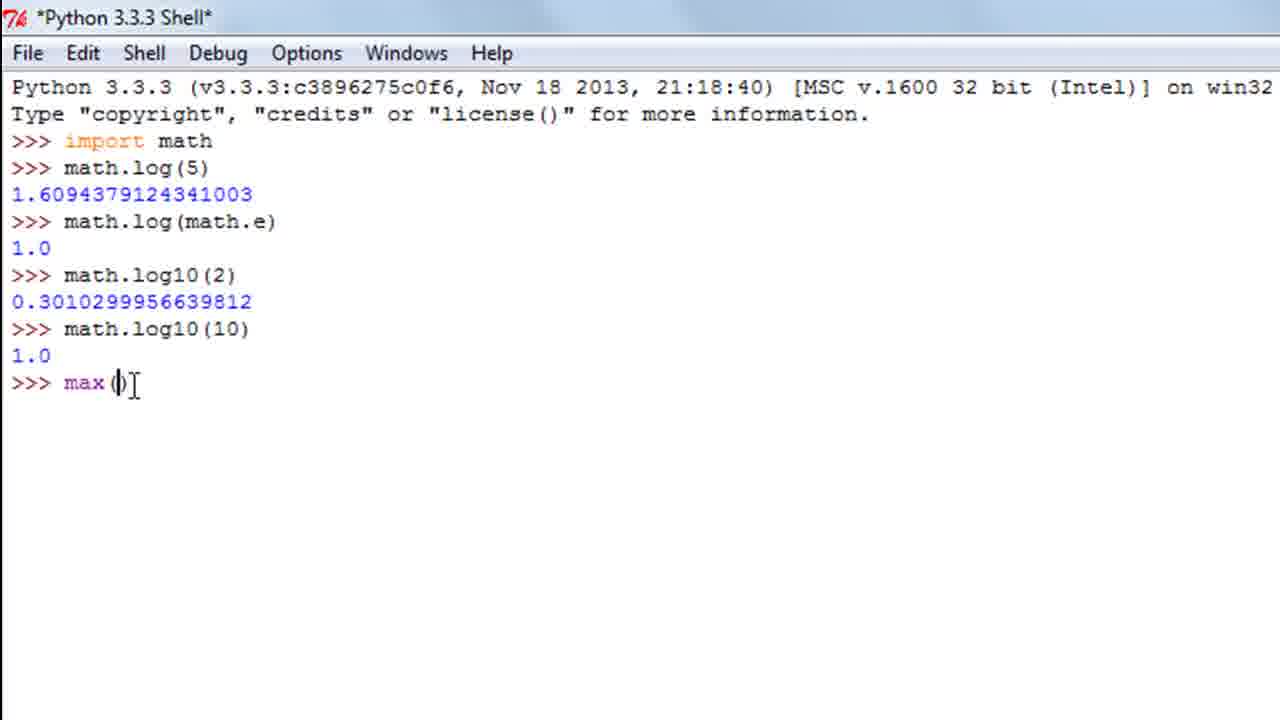 *Python 3.3.3 Shell*
File Edit Shell Debug Options Windows Help
Python 3.3.3 (v3.3.3:c3896275c0f6, Nov 18 2013, 21:18:40) [MSC v.1600 32 bit (Intel)] on win32
Type "copyright", "credits" or "license()" for more information.
>>> import math
>>> math.log(5)
1.6094379124341003
>>> math.log(math.e)
1.0
>>> math.log10(2)
0.3010299956639812
>>> math.log10(10)
1.0
>>> max()